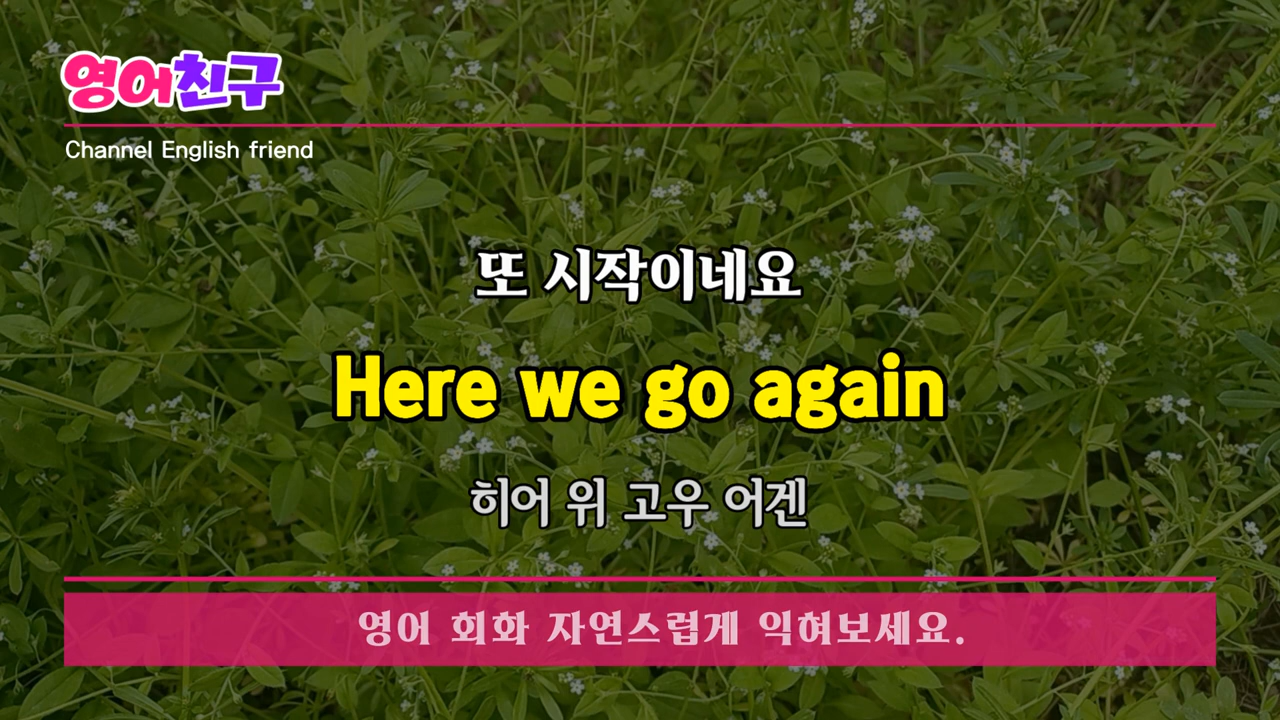 영어친구
Channel English friend
또 시작이네요
Here we go again
히어 위 고우 어겐
영어 회화 자연스럽게 익혀보세요.